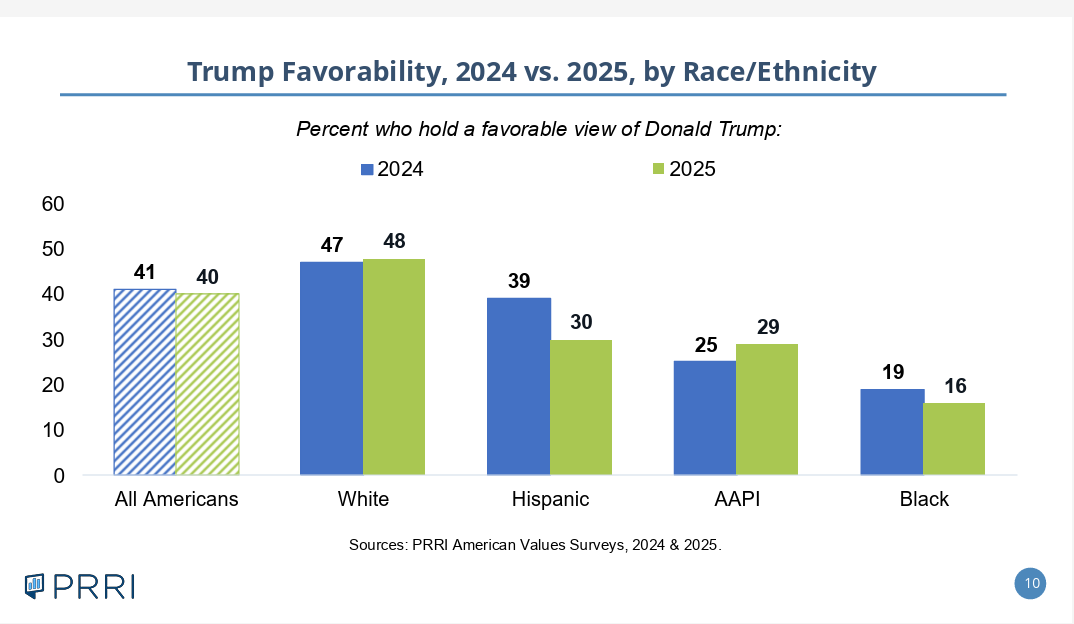 Trump Favorability, 2024 vs. 2025, by Race/Ethnicity
Percent who hold a favorable view of Donald Trump:
2024 2025
60
50
40
30
20
10
0
41 40 47 48 39 30 25 29 19 16
All Americans White Hispanic AAPI Black
Sources: PRRI American Values Surveys, 2024 & 2025.
PRRI
10